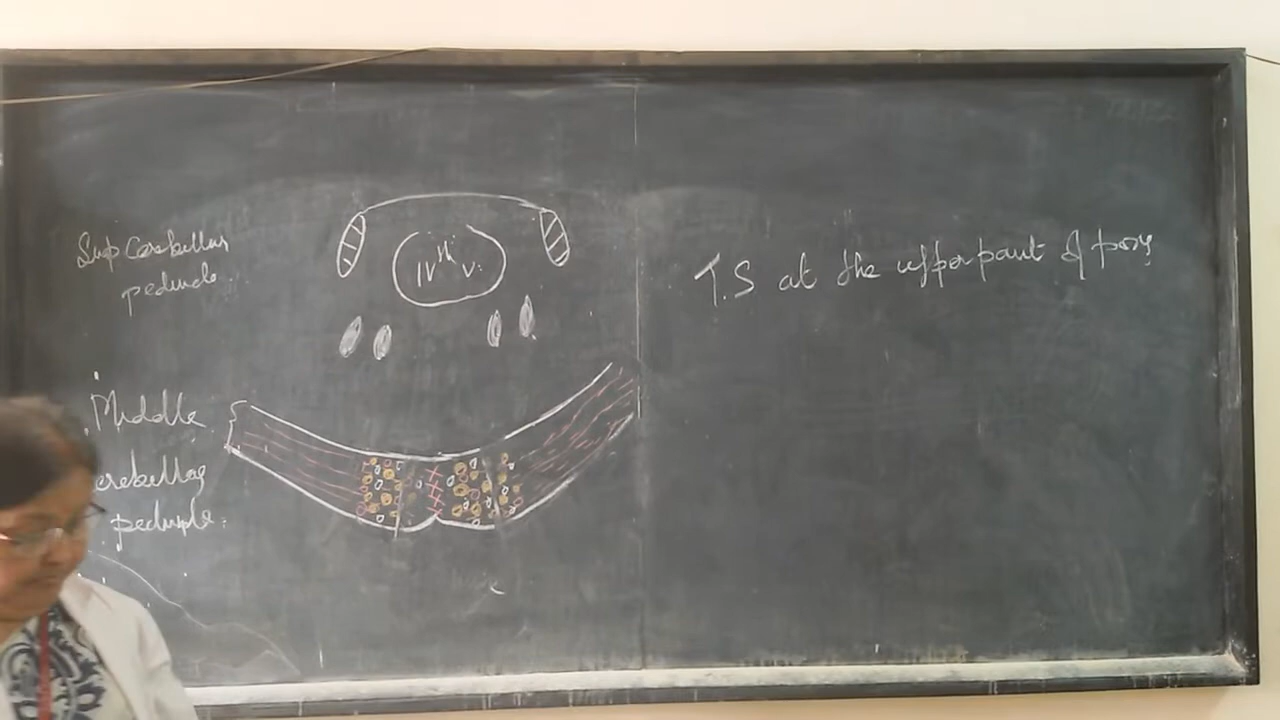 Sup Cerebellar
peduncle
IVth V.
T.S at the upper part of pons
Middle
cerebellar
peduncle